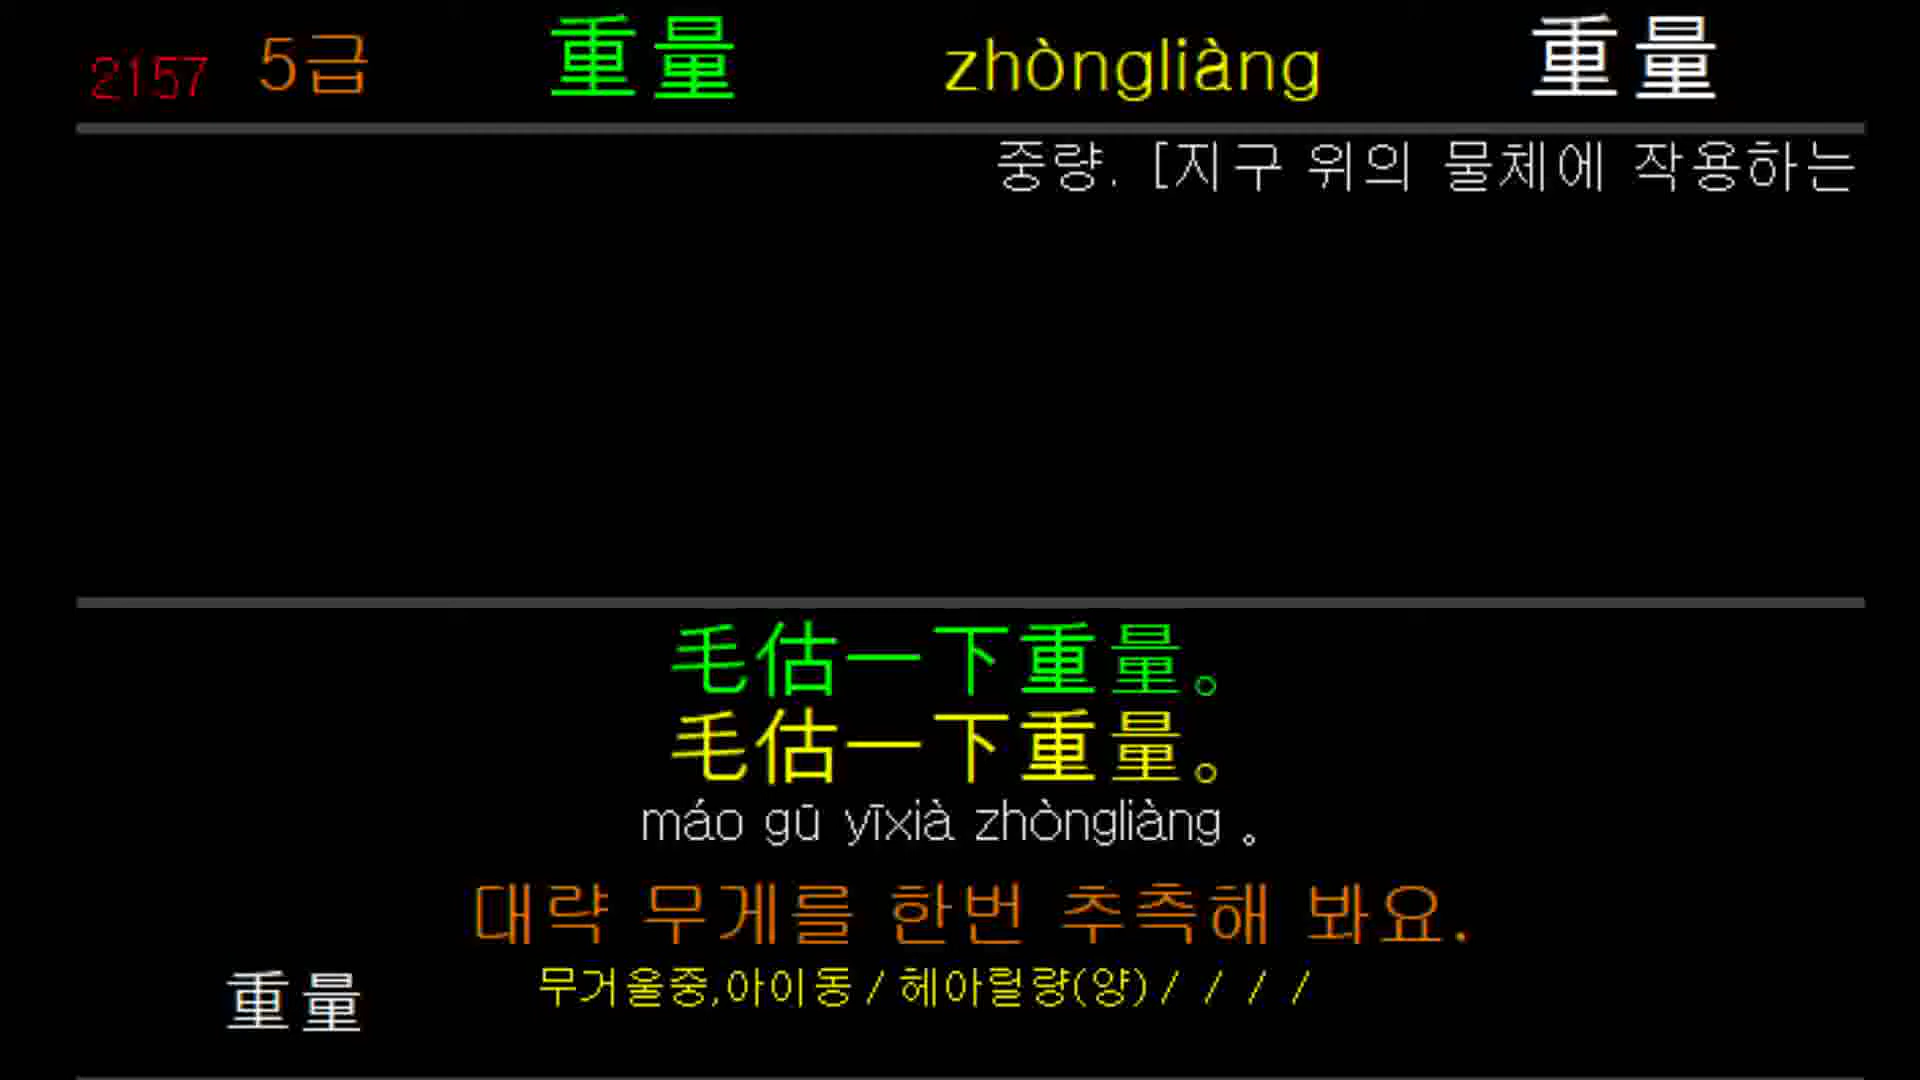 2157 5급 重量 zhòngliàng 重量
중량. [지구 위의 물체에 작용하는
毛估一下重量。
毛估一下重量。
máo gū yīxià zhòngliàng 。
대략 무게를 한번 추측해 봐요.
重量 무거울중,아이동 / 헤아릴량(양) / / / /